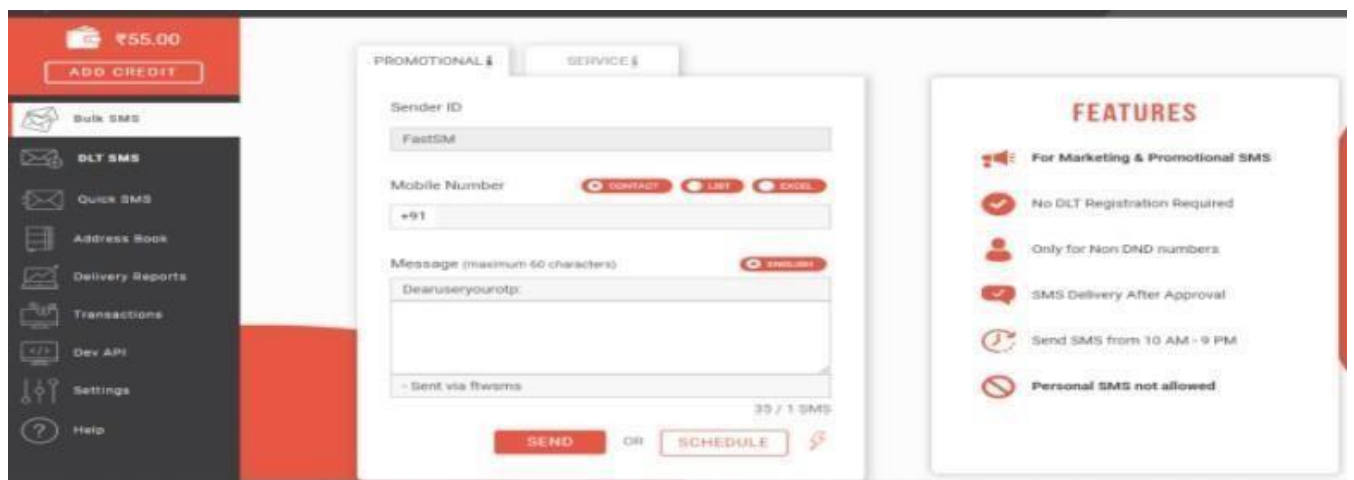 ₹55.00
ADD CREDIT
Bulk SMS
DLT SMS
Quick SMS
Address Book
Delivery Reports
Transactions
Dev API
Settings
Help
PROMOTIONAL
SERVICE
Sender ID
FastSM
Mobile Number
CONTACT LIST EXCEL
+91
Message (maximum 60 characters)
ENGLISH
Dearuseryourotp:
- Sent via ftwsms
35 / 1 SMS
SEND OR SCHEDULE
FEATURES
For Marketing & Promotional SMS
No DLT Registration Required
Only for Non DND numbers
SMS Delivery After Approval
Send SMS from 10 AM - 9 PM
Personal SMS not allowed